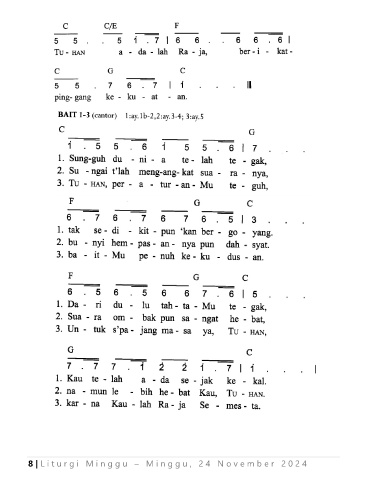 C C/E F
5 5 . . 5 1 . 7 | 6 6 . . 6 6 . 6 |
TU - HAN a - da - lah Ra - ja, ber - i - kat -
C G C
5 5 . 7 6 . 7 | 1 . . . ||
ping- gang ke - ku - at - an.
BAIT 1-3 (cantor) 1:ay.1b-2,2:ay.3-4; 3:ay.5
C G
1 . 5 5 . 6 1 5 5 . 6 | 7 . . .
1. Sung-guh du - ni - a te - lah te - gak,
2. Su - ngai t'lah meng-ang- kat sua - ra - nya,
3. TU - HAN, per - a - tur - an- Mu te - guh,
F G C
6 . 7 6 . 7 6 7 6 . 5 | 3 . . .
1. tak se - di - kit - pun 'kan ber - go - yang.
2. bu - nyi hem - pas - an - nya pun dah - syat.
3. ba - it - Mu pe - nuh ke - ku - dus - an.
F G C
6 . 5 6 . 5 6 6 7 . 6 | 5 . . .
1. Da - ri du - lu tah - ta - Mu te - gak,
2. Sua - ra om - bak pun sa - ngat he - bat,
3. Un - tuk s'pa - jang ma - sa ya, TU - HAN,
G C
7 . 7 7 . 1 2 2 1 . 7 | 1 . . . |
1. Kau te - lah a - da se - jak ke - kal.
2. na - mun le - bih he - bat Kau, TU - HAN.
3. kar - na Kau - lah Ra - ja Se - mes - ta.
8 | Liturgi Minggu – Minggu, 24 November 2024